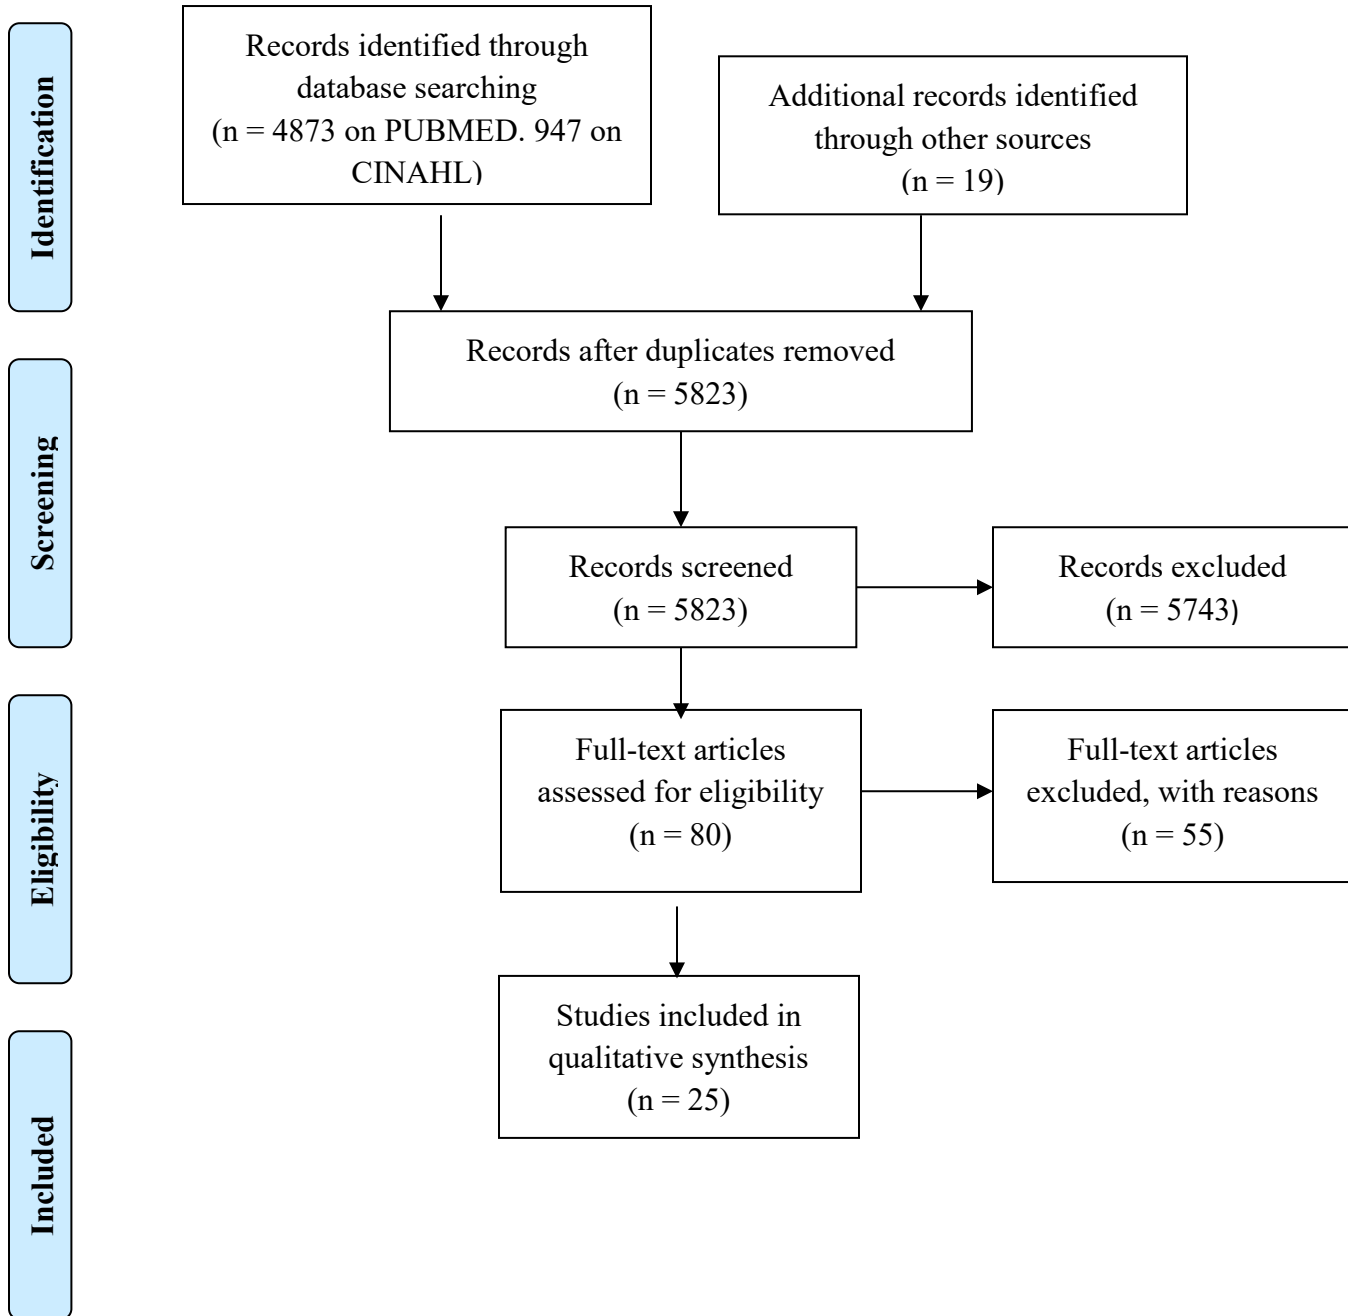 Identification
Records identified through
database searching
(n = 4873 on PUBMED. 947 on
CINAHL)
Additional records identified
through other sources
(n = 19)
Records after duplicates removed
(n = 5823)
Screening
Records screened
(n = 5823)
Records excluded
(n = 5743)
Eligibility
Full-text articles
assessed for eligibility
(n = 80)
Full-text articles
excluded, with reasons
(n = 55)
Included
Studies included in
qualitative synthesis
(n = 25)